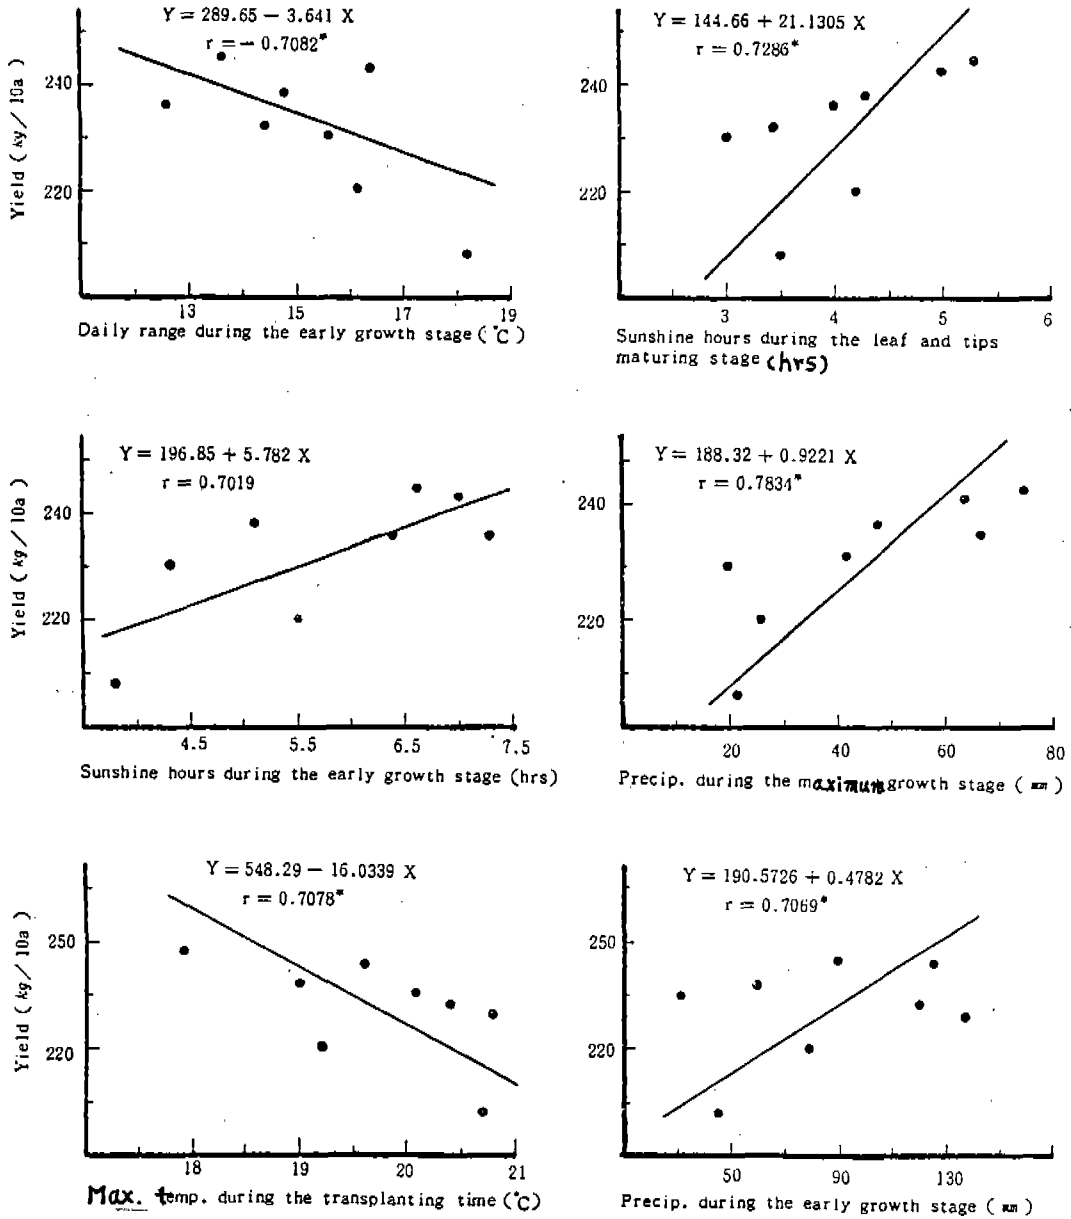 Y = 289.65 − 3.641 X
r = − 0.7082*
Yield ( kg / 10a )
240
220
13 15 17 19
Daily range during the early growth stage (°C)
Y = 144.66 + 21.1305 X
r = 0.7286*
240
220
3 4 5 6
Sunshine hours during the leaf and tips
maturing stage (hrs)
Y = 196.85 + 5.782 X
r = 0.7019
Yield ( kg / 10a )
240
220
4.5 5.5 6.5 7.5
Sunshine hours during the early growth stage (hrs)
Y = 188.32 + 0.9221 X
r = 0.7834*
240
220
20 40 60 80
Precip. during the maximum growth stage ( mm )
Y = 548.29 − 16.0339 X
r = 0.7078*
Yield ( kg / 10a )
250
220
18 19 20 21
Max. temp. during the transplanting time (°C)
Y = 190.5726 + 0.4782 X
r = 0.7069*
250
220
50 90 130
Precip. during the early growth stage ( mm )